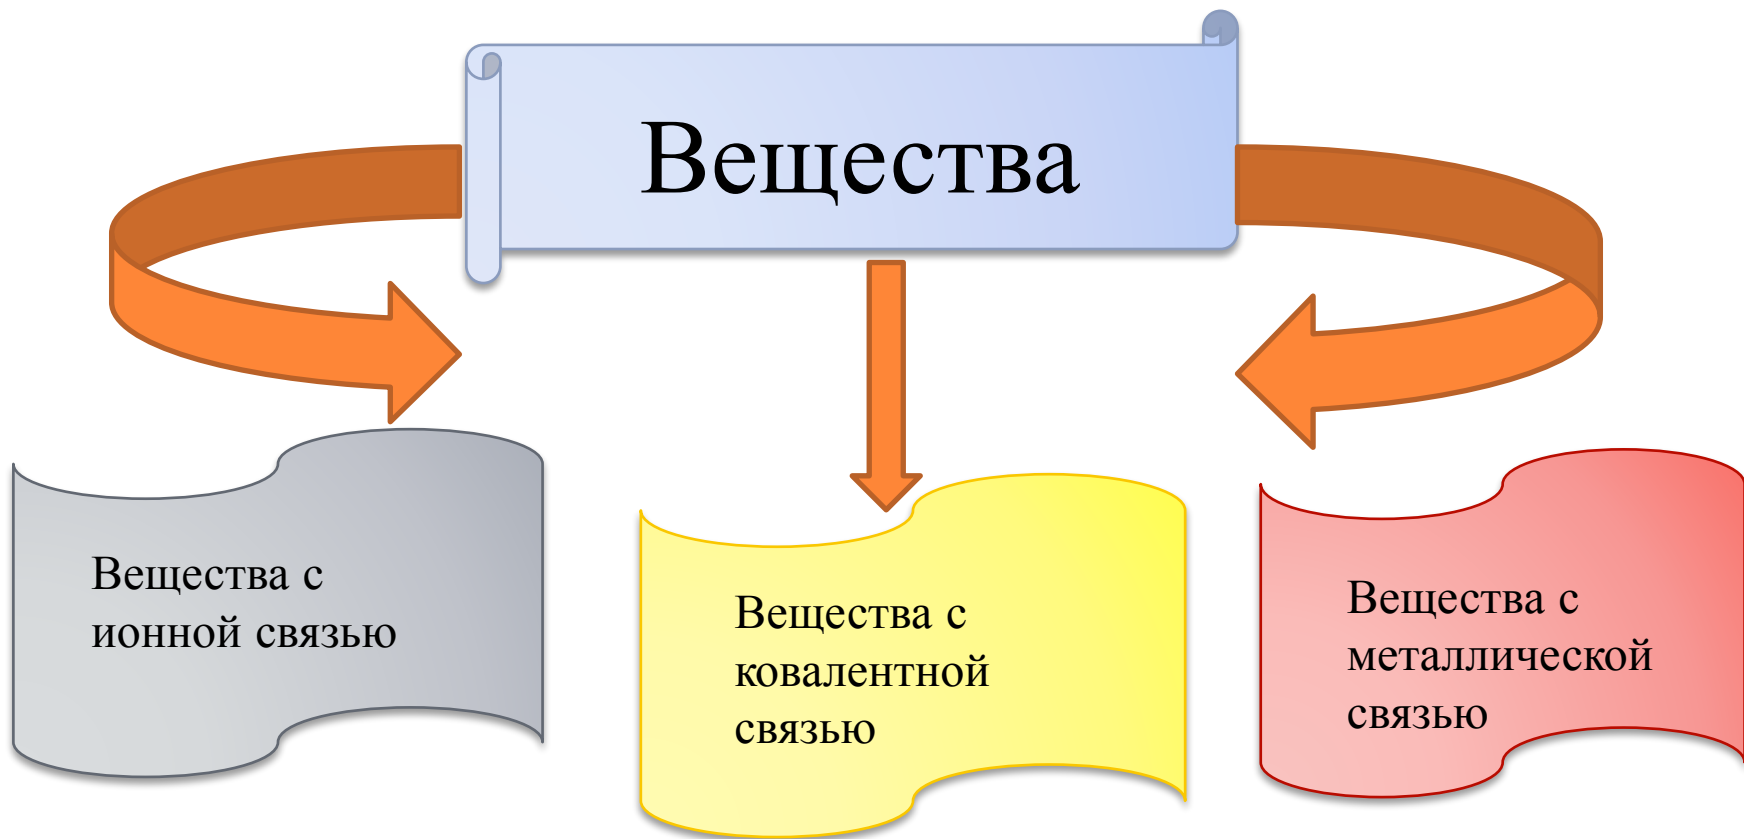 Вещества
Вещества с
ионной связью
Вещества с
ковалентной
связью
Вещества с
металлической
связью